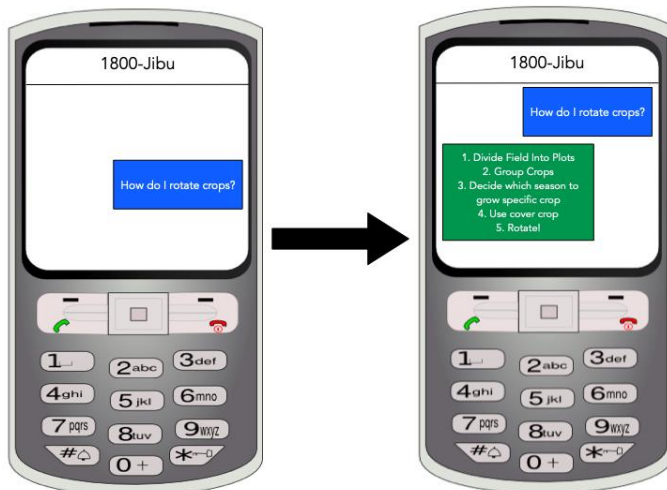 1800-Jibu
How do I rotate crops?
1
2abc
3def
4ghi
5jkl
6mno
7pqrs
8tuv
9wxyz
#
0 +
*
1800-Jibu
How do I rotate crops?
1. Divide Field Into Plots
2. Group Crops
3. Decide which season to
grow specific crop
4. Use cover crop
5. Rotate!
1
2abc
3def
4ghi
5jkl
6mno
7pqrs
8tuv
9wxyz
#
0 +
*